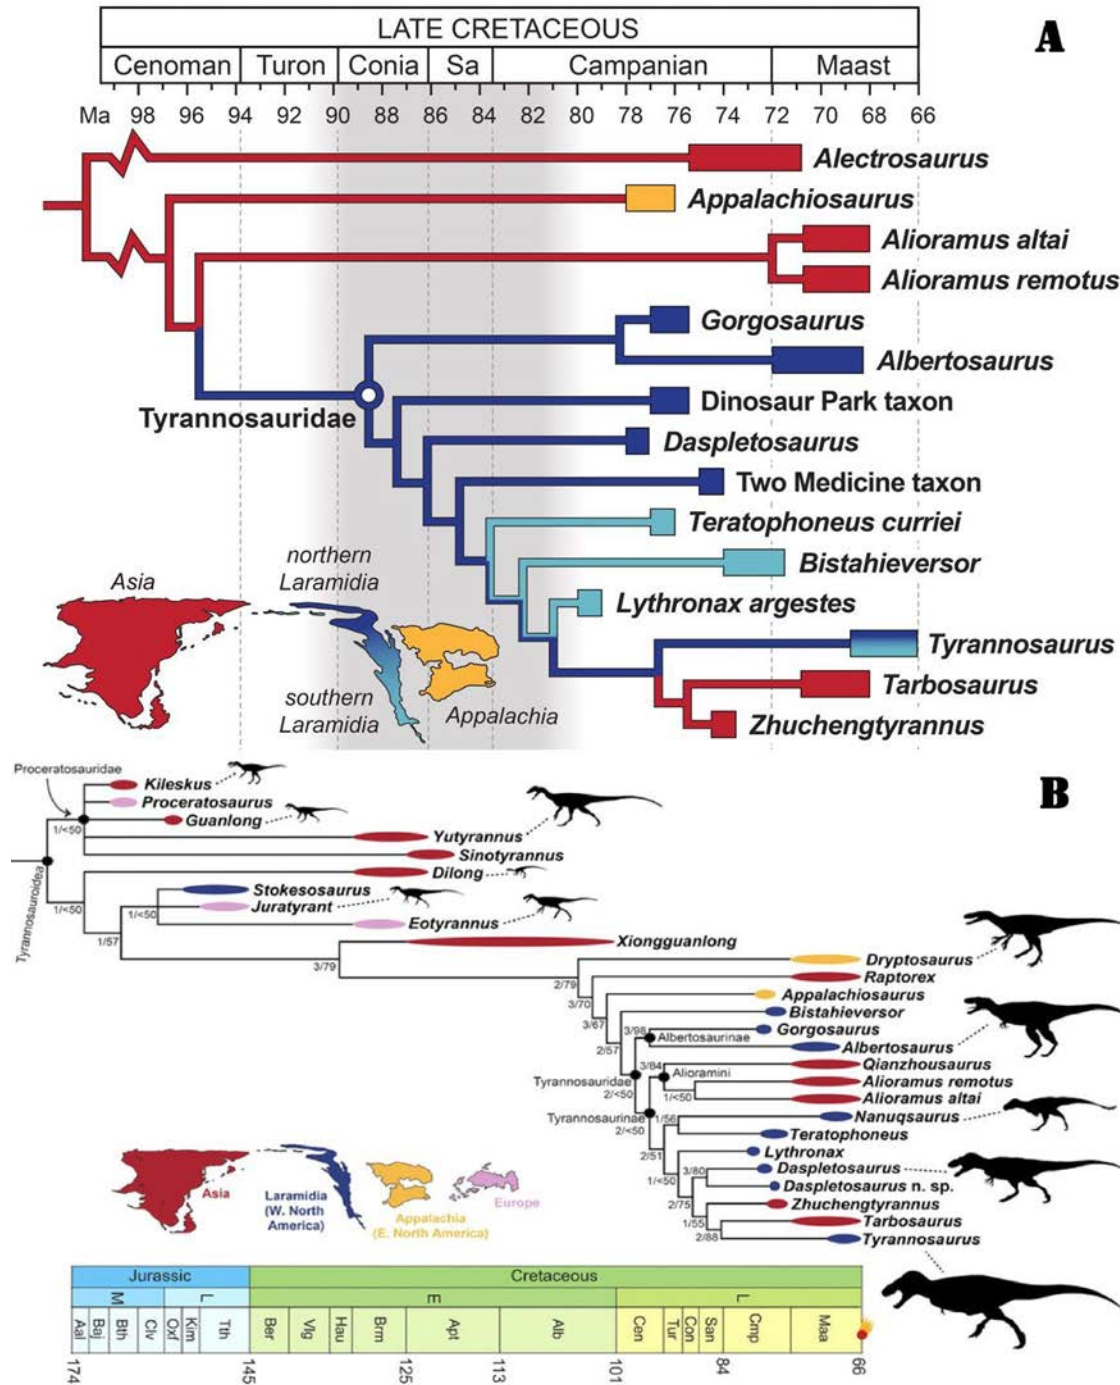 LATE CRETACEOUS
A
Cenoman Turon Conia Sa Campanian Maast
Ma 98 96 94 92 90 88 86 84 82 80 78 76 74 72 70 68 66
Alectrosaurus
Appalachiosaurus
Alioramus altai
Alioramus remotus
Gorgosaurus
Albertosaurus
Tyrannosauridae
Dinosaur Park taxon
Daspletosaurus
Two Medicine taxon
Teratophoneus curriei
Bistahieversor
Lythronax argestes
Tyrannosaurus
Tarbosaurus
Zhuchengtyrannus
Asia
northern
Laramidia
southern
Laramidia
Appalachia
B
Proceratosauridae
Kileskus
Proceratosaurus
Guanlong
1/<50
Yutyrannus
Sinotyrannus
Tyrannosauroidea
Dilong
1/<50
Stokesosaurus
Juratyrant
1/<50
Eotyrannus
1/57
Xiongguanlong
3/79
Dryptosaurus
2/79
Raptorex
3/70
Appalachiosaurus
3/67
Bistahieversor
Gorgosaurus
3/98
Albertosaurinae
2/57
Albertosaurus
3/84
Qianzhousaurus
Alioramini
Tyrannosauridae
2/<50
Alioramus remotus
1/<50
Alioramus altai
Tyrannosaurinae
2/<50
1/56
Nanuqsaurus
Teratophoneus
2/51
Lythronax
3/80
Daspletosaurus
1/<50
Daspletosaurus n. sp.
2/75
Zhuchengtyrannus
1/55
Tarbosaurus
2/88
Tyrannosaurus
Asia
Laramidia
(W. North
America)
Appalachia
(E. North America)
Europe
Jurassic Cretaceous
M L E L
Aal Baj Bth Clv Oxf Kim Tth Ber Vlg Hau Brm Apt Alb Cen Tur Con San Cmp Maa
174 145 125 113 101 84 66